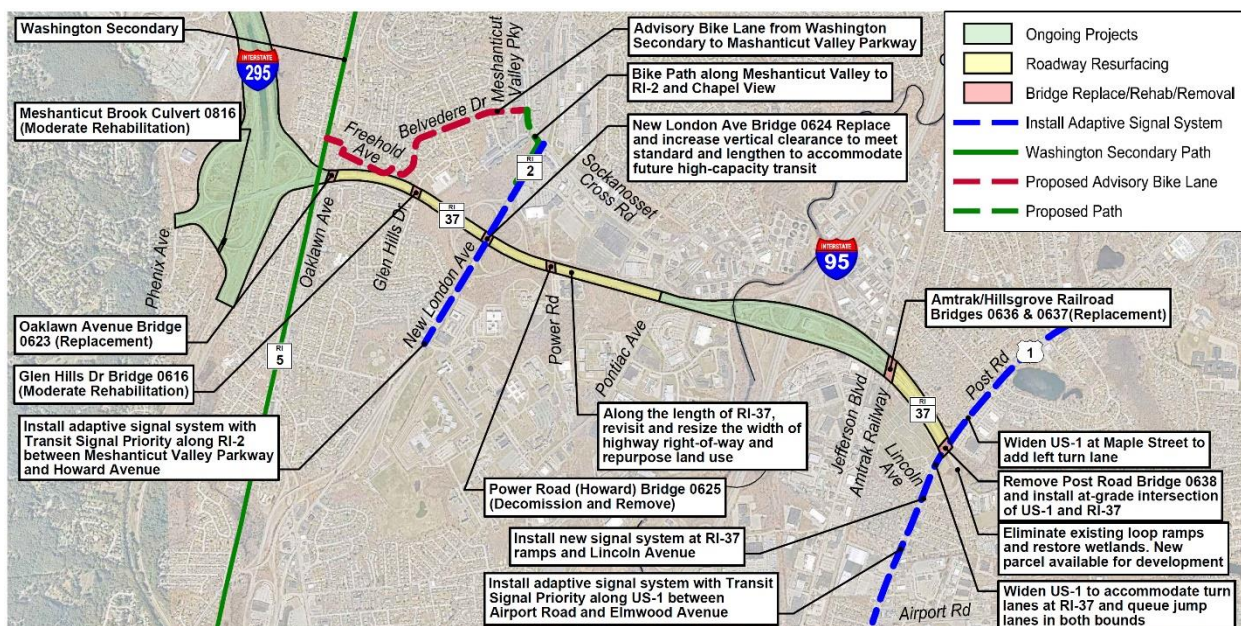 Washington Secondary
INTERSTATE
295
Meshanticut Brook Culvert 0816
(Moderate Rehabilitation)
Phenix Ave
Oaklawn Ave
Freehold
Ave
Belvedere Dr
Meshanticut
Valley Pky
Advisory Bike Lane from Washington
Secondary to Mashanticut Valley Parkway
Bike Path along Meshanticut Valley to
RI-2 and Chapel View
New London Ave Bridge 0624 Replace
and increase vertical clearance to meet
standard and lengthen to accommodate
future high-capacity transit
RI
2
Sockanosset
Cross Rd
RI
37
Glen Hills Dr
New London Ave
Power Rd
Pontiac Ave
INTERSTATE
95
Ongoing Projects
Roadway Resurfacing
Bridge Replace/Rehab/Removal
Install Adaptive Signal System
Washington Secondary Path
Proposed Advisory Bike Lane
Proposed Path
Oaklawn Avenue Bridge
0623 (Replacement)
RI
5
Glen Hills Dr Bridge 0616
(Moderate Rehabilitation)
Install adaptive signal system with
Transit Signal Priority along RI-2
between Meshanticut Valley Parkway
and Howard Avenue
Along the length of RI-37,
revisit and resize the width of
highway right-of-way and
repurpose land use
Power Road (Howard) Bridge 0625
(Decomission and Remove)
Install new signal system at RI-37
ramps and Lincoln Avenue
Install adaptive signal system with Transit
Signal Priority along US-1 between
Airport Road and Elmwood Avenue
Amtrak/Hillsgrove Railroad
Bridges 0636 & 0637(Replacement)
1
Post Rd
Jefferson Blvd
Amtrak Railway
RI
37
Lincoln
Ave
Widen US-1 at Maple Street to
add left turn lane
Remove Post Road Bridge 0638
and install at-grade intersection
of US-1 and RI-37
Eliminate existing loop ramps
and restore wetlands. New
parcel available for development
Widen US-1 to accommodate turn
lanes at RI-37 and queue jump
lanes in both bounds
Airport Rd